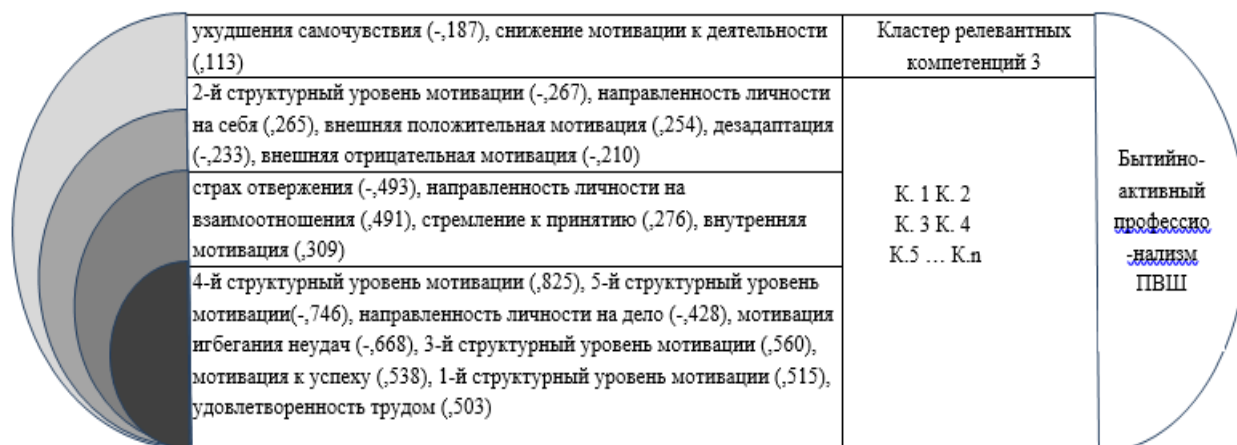 ухудшения самочувствия (-,187), снижение мотивации к деятельности
(,113)
Кластер релевантных
компетенций 3
2-й структурный уровень мотивации (-,267), направленность личности
на себя (,265), внешняя положительная мотивация (,254), дезадаптация
(-,233), внешняя отрицательная мотивация (-,210)
страх отвержения (-,493), направленность личности на
взаимоотношения (,491), стремление к принятию (,276), внутренняя
мотивация (,309)
4-й структурный уровень мотивации (,825), 5-й структурный уровень
мотивации(-,746), направленность личности на дело (-,428), мотивация
игбегания неудач (-,668), 3-й структурный уровень мотивации (,560),
мотивация к успеху (,538), 1-й структурный уровень мотивации (,515),
удовлетворенность трудом (,503)
К. 1 К. 2
К. 3 К. 4
К.5 … К.n
Бытийно-
активный
профессио
-нализм
ПВШ